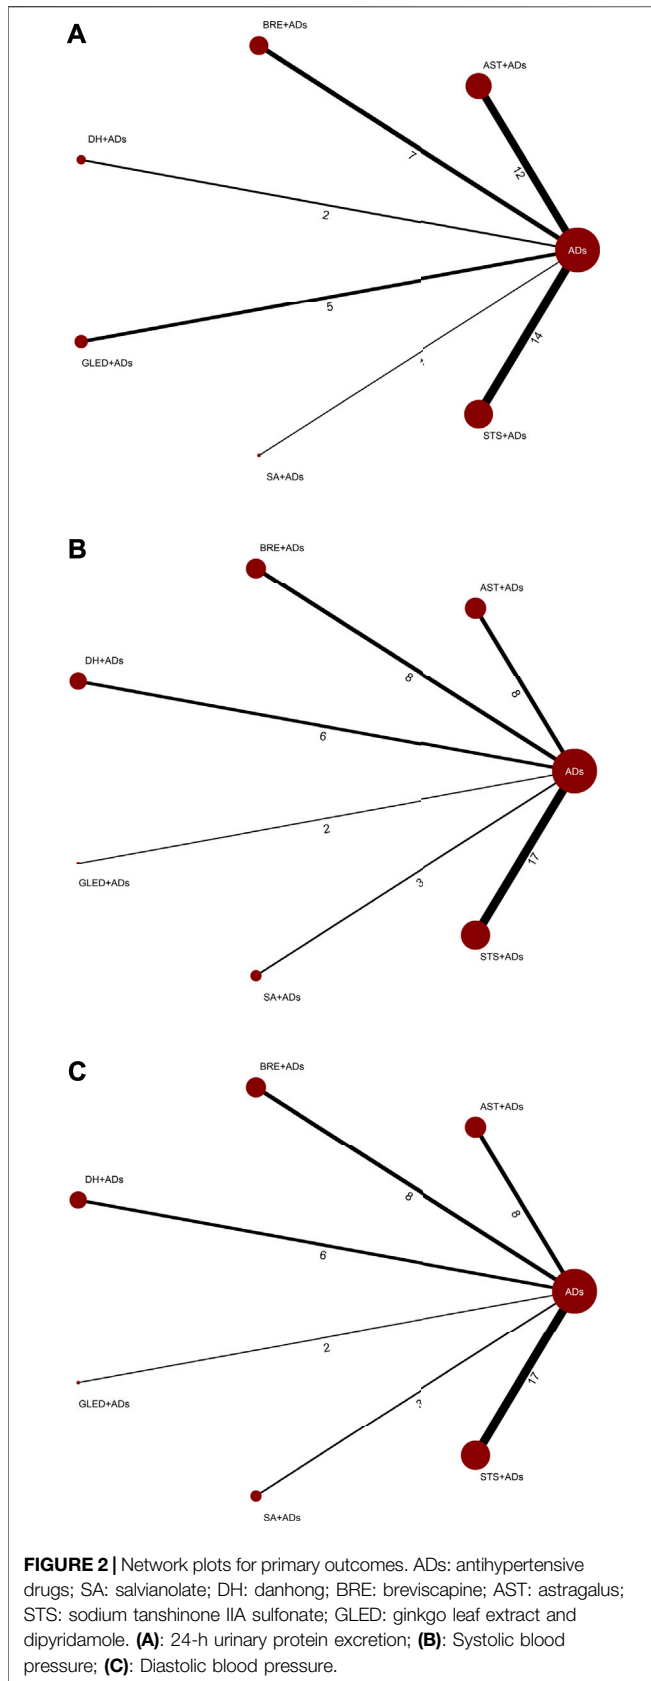 A
BRE+ADs
AST+ADs
DH+ADs
7
12
2
ADs
5
GLED+ADs
1
14
STS+ADs
SA+ADs
B
BRE+ADs
AST+ADs
DH+ADs
8
8
6
ADs
2
GLED+ADs
3
17
STS+ADs
SA+ADs
C
BRE+ADs
AST+ADs
DH+ADs
8
8
6
ADs
2
GLED+ADs
3
17
STS+ADs
SA+ADs
FIGURE 2 | Network plots for primary outcomes. ADs: antihypertensive
drugs; SA: salvianolate; DH: danhong; BRE: breviscapine; AST: astragalus;
STS: sodium tanshinone IIA sulfonate; GLED: ginkgo leaf extract and
dipyridamole. (A): 24-h urinary protein excretion; (B): Systolic blood
pressure; (C): Diastolic blood pressure.